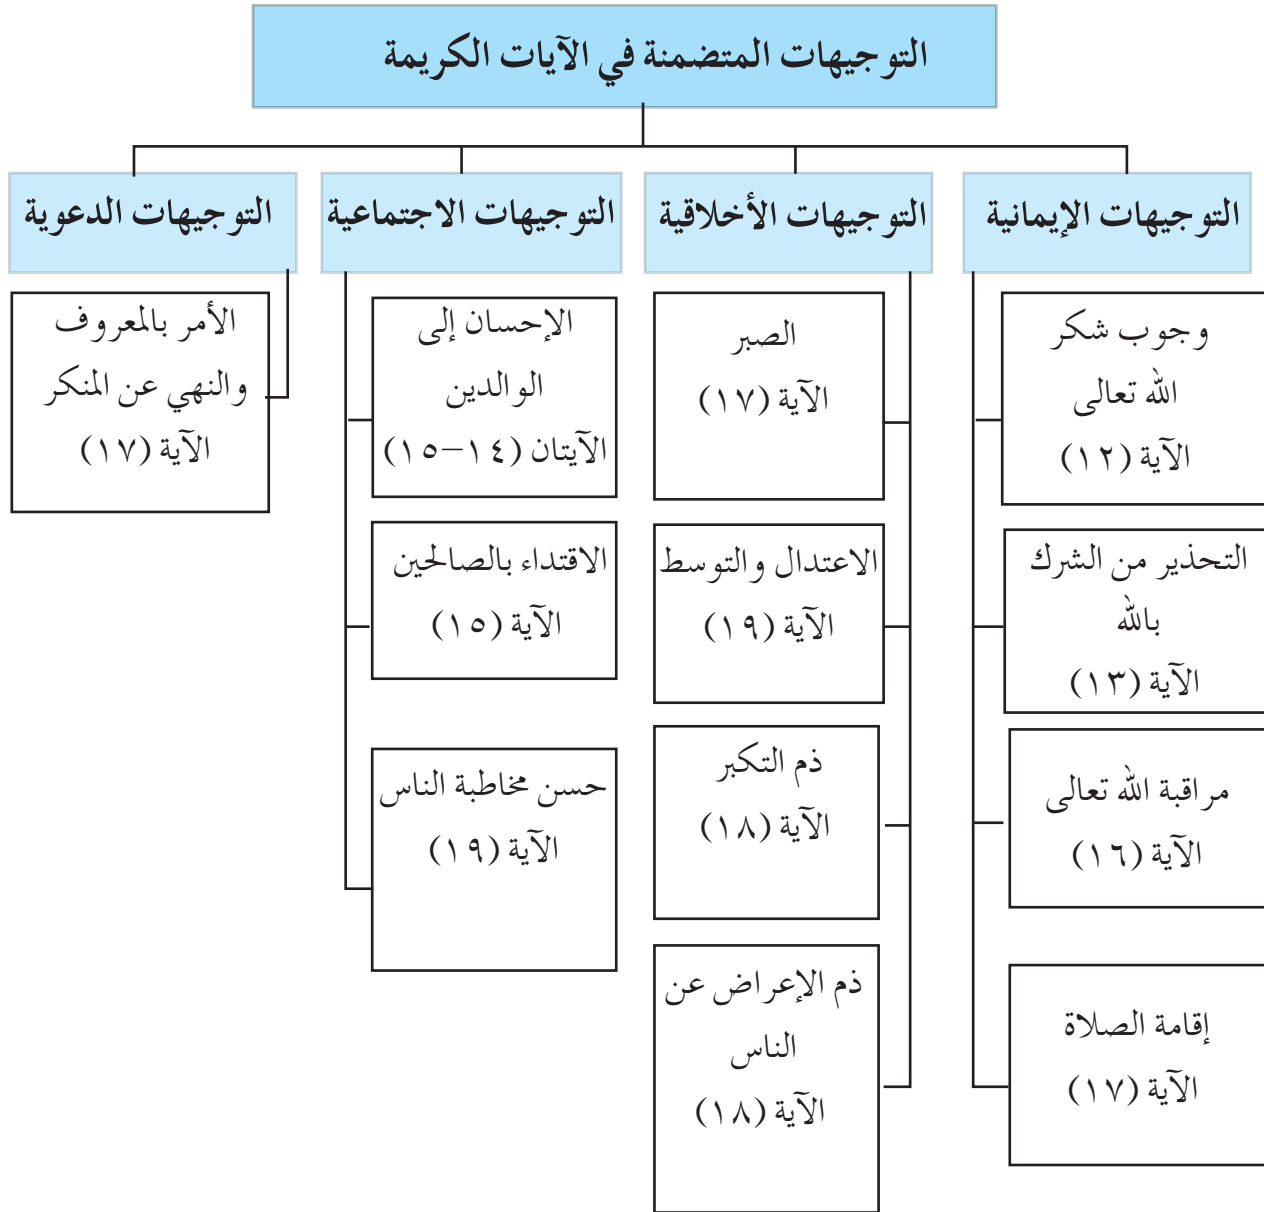 التوجيهات المتضمنة في الآيات الكريمة
التوجيهات الإيمانية
وجوب شكر
الله تعالى
الآية (١٢)
التحذير من الشرك
بالله
الآية (١٣)
مراقبة الله تعالى
الآية (١٦)
إقامة الصلاة
الآية (١٧)
التوجيهات الأخلاقية
الصبر
الآية (١٧)
الاعتدال والتوسط
الآية (١٩)
ذم التكبر
الآية (١٨)
ذم الإعراض عن
الناس
الآية (١٨)
التوجيهات الاجتماعية
الإحسان إلى
الوالدين
الآيتان (١٤–١٥)
الاقتداء بالصالحين
الآية (١٥)
حسن مخاطبة الناس
الآية (١٩)
التوجيهات الدعوية
الأمر بالمعروف
والنهي عن المنكر
الآية (١٧)